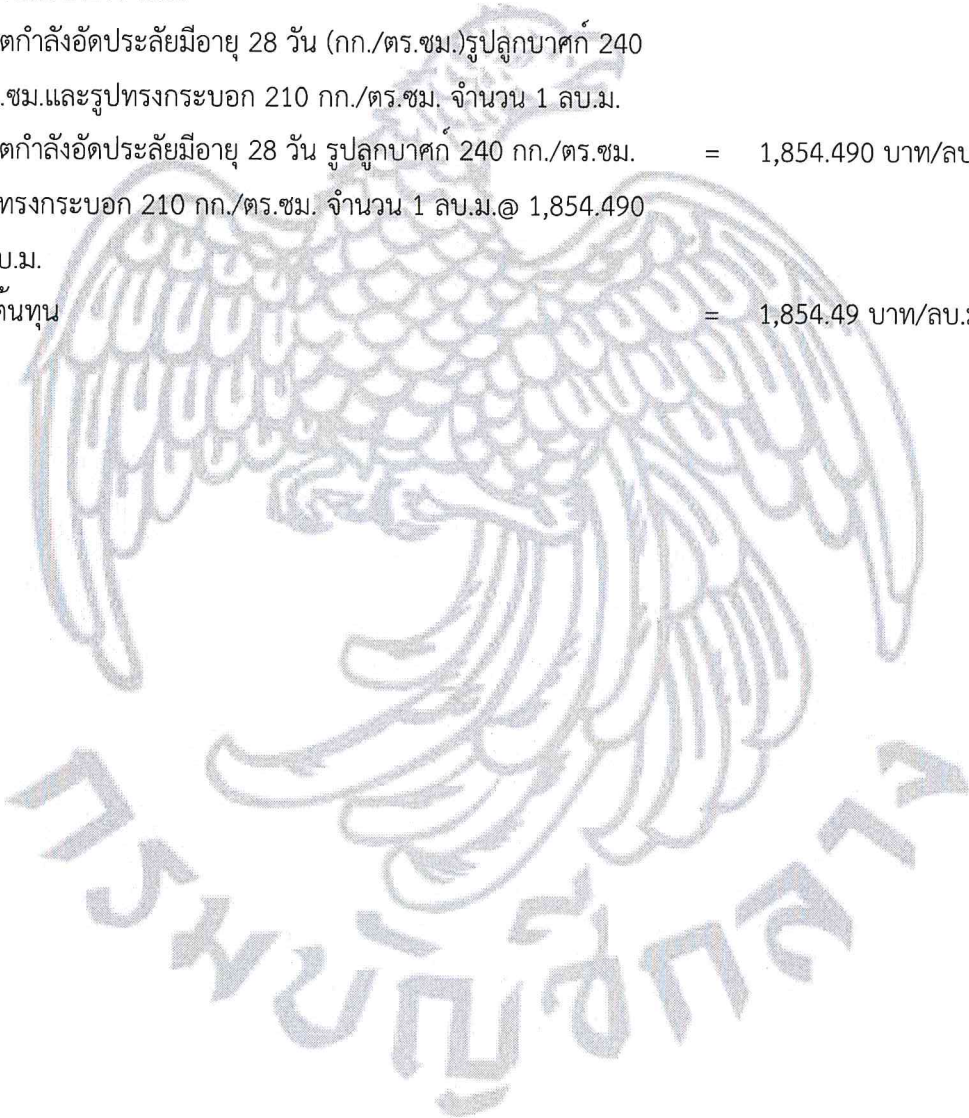 ตกำลังอัดประลัยมีอายุ 28 วัน (กก./ตร.ซม.)รูปลูกบาศก์ 240
.ซม.และรูปทรงกระบอก 210 กก./ตร.ซม. จำนวน 1 ลบ.ม.
ตกำลังอัดประลัยมีอายุ 28 วัน รูปลูกบาศก์ 240 กก./ตร.ซม. = 1,854.490 บาท/ลบ
ทรงกระบอก 210 กก./ตร.ซม. จำนวน 1 ลบ.ม.@ 1,854.490
บ.ม.
ต้นทุน = 1,854.49 บาท/ลบ.
กรมบัญชีกลาง